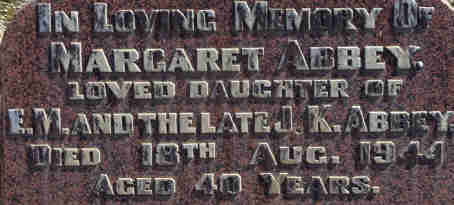 IN LOVING MEMORY OF
MARGARET ABBEY.
LOVED DAUGHTER OF
E.M. AND THE LATE J. K. ABBEY,
DIED 18TH AUG. 1944
AGED 40 YEARS.